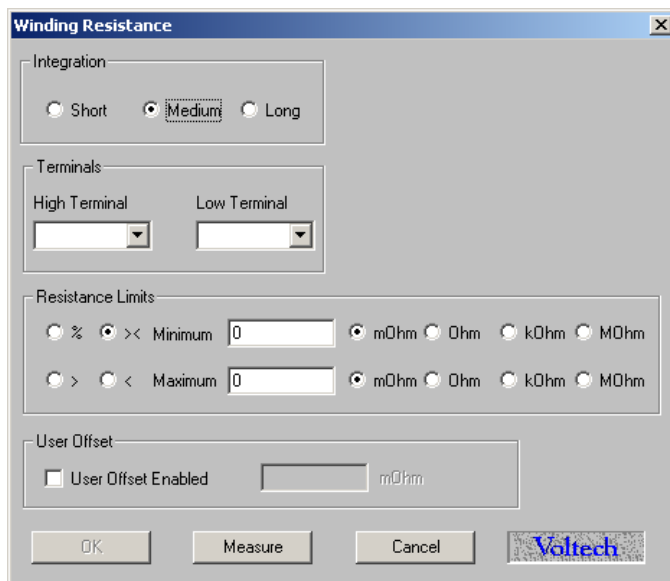 Winding Resistance
Integration
Short Medium Long
Terminals
High Terminal Low Terminal
Resistance Limits
% >< Minimum 0 mOhm Ohm kOhm MOhm
> < Maximum 0 mOhm Ohm kOhm MOhm
User Offset
User Offset Enabled mOhm
OK Measure Cancel Voltech